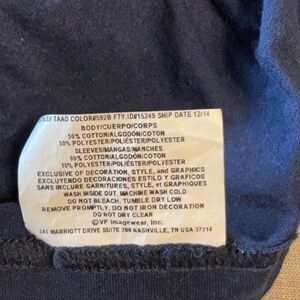 TAAD COLOR#592B FTY.ID#15249 SHIP DATE 12/14
BODY/CUERPO/CORPS
50% COTTON/ALGODÓN/COTON
50% POLYESTER/POLIÉSTER/POLYESTER
SLEEVES/MANGAS/MANCHES
90% COTTON/ALGODÓN/COTON
10% POLYESTER/POLIÉSTER/POLYESTER
EXCLUSIVE OF DECORATION, STYLE, and GRAPHICS
EXCLUYENDO DECORACIONES ESTILO Y GRAFICOS
SANS INCLURE GARNITURES, STYLE, et GRAPHIQUES
WASH INSIDE OUT, MACHINE WASH COLD
DO NOT BLEACH, TUMBLE DRY LOW
REMOVE PROMPTLY, DO NOT IRON DECORATION
DO NOT DRY CLEAN
©VF Imagewear, Inc.
545 MARRIOTT DRIVE SUITE 200 NASHVILLE, TN USA 37214